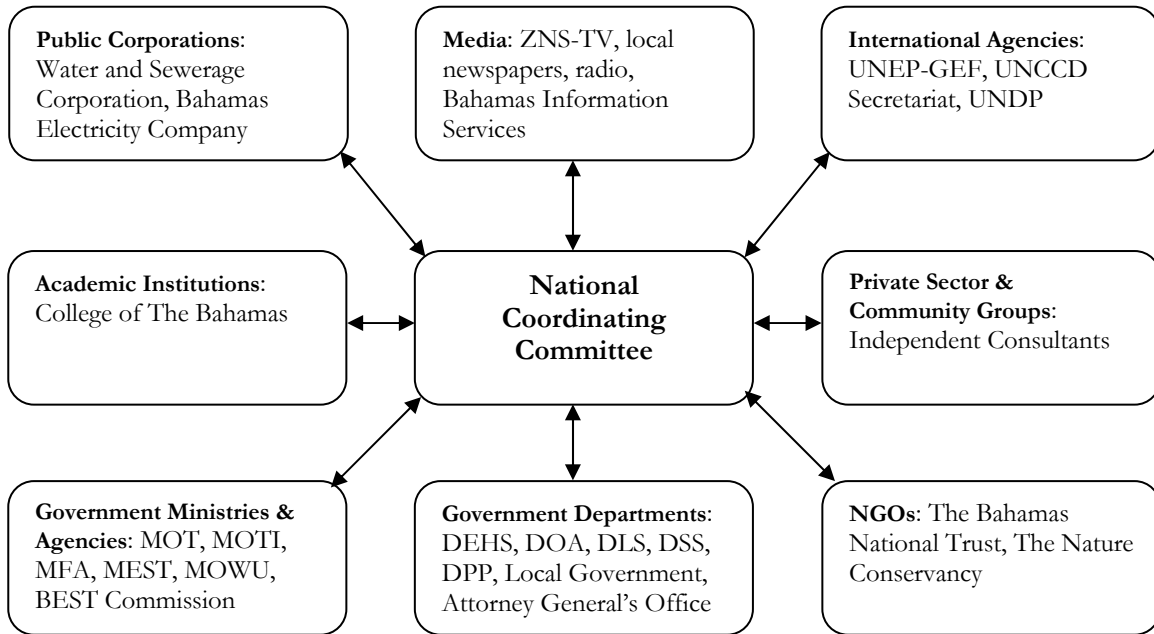 Public Corporations:
Water and Sewerage
Corporation, Bahamas
Electricity Company
Media: ZNS-TV, local
newspapers, radio,
Bahamas Information
Services
International Agencies:
UNEP-GEF, UNCCD
Secretariat, UNDP
Academic Institutions:
College of The Bahamas
National
Coordinating
Committee
Private Sector &
Community Groups:
Independent Consultants
Government Ministries &
Agencies: MOT, MOTI,
MFA, MEST, MOWU,
BEST Commission
Government Departments:
DEHS, DOA, DLS, DSS,
DPP, Local Government,
Attorney General’s Office
NGOs: The Bahamas
National Trust, The Nature
Conservancy